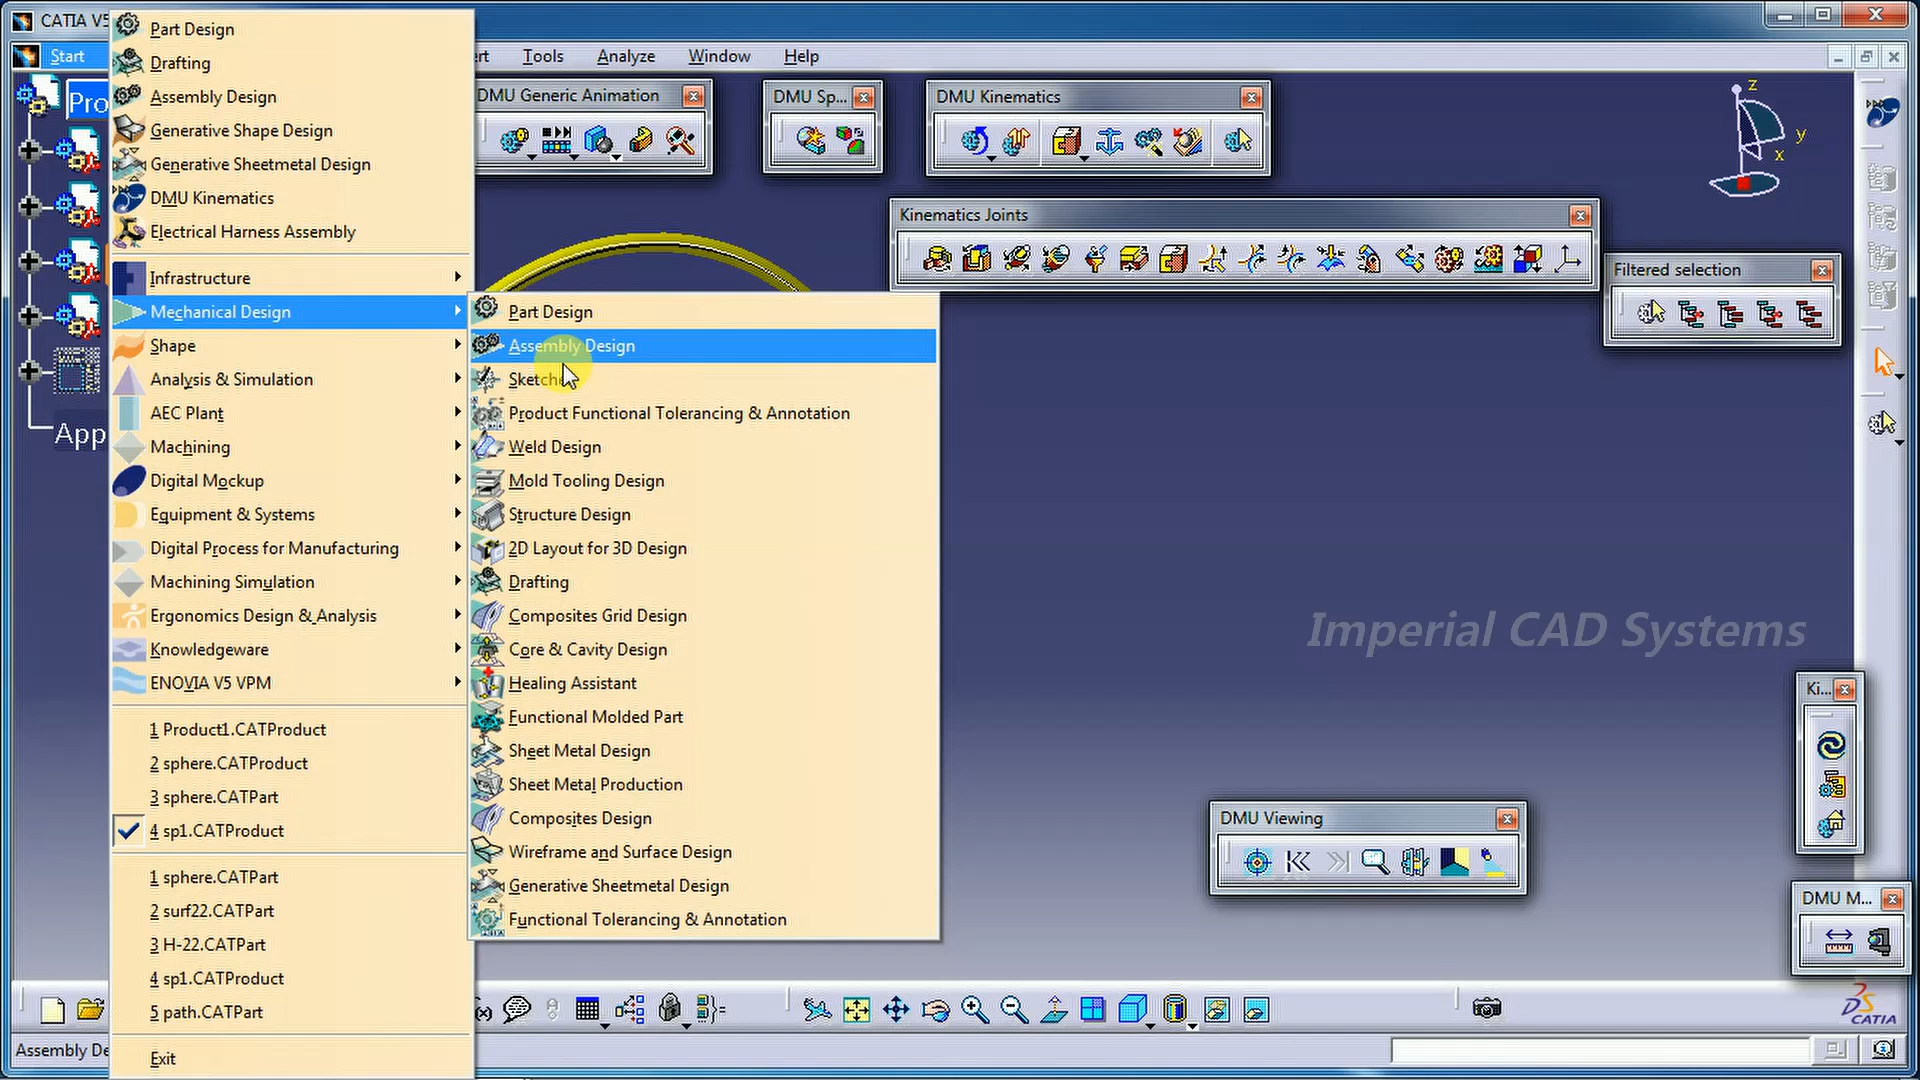 CATIA V5
Start
Tools
Analyze
Window
Help
Part Design
Drafting
Assembly Design
Generative Shape Design
Generative Sheetmetal Design
DMU Kinematics
Electrical Harness Assembly
Infrastructure
Mechanical Design
Shape
Analysis & Simulation
AEC Plant
Machining
Digital Mockup
Equipment & Systems
Digital Process for Manufacturing
Machining Simulation
Ergonomics Design & Analysis
Knowledgeware
ENOVIA V5 VPM
1 Product1.CATProduct
2 sphere.CATProduct
3 sphere.CATPart
4 sp1.CATProduct
1 sphere.CATPart
2 surf22.CATPart
3 H-22.CATPart
4 sp1.CATProduct
5 path.CATPart
Exit
Part Design
Assembly Design
Sketche
Product Functional Tolerancing & Annotation
Weld Design
Mold Tooling Design
Structure Design
2D Layout for 3D Design
Drafting
Composites Grid Design
Core & Cavity Design
Healing Assistant
Functional Molded Part
Sheet Metal Design
Sheet Metal Production
Composites Design
Wireframe and Surface Design
Generative Sheetmetal Design
Functional Tolerancing & Annotation
DMU Generic Animation
DMU Sp...
DMU Kinematics
Kinematics Joints
Filtered selection
z
y
x
Pro
App
Imperial CAD Systems
Ki...
DMU Viewing
DMU M...
CATIA
Assembly De